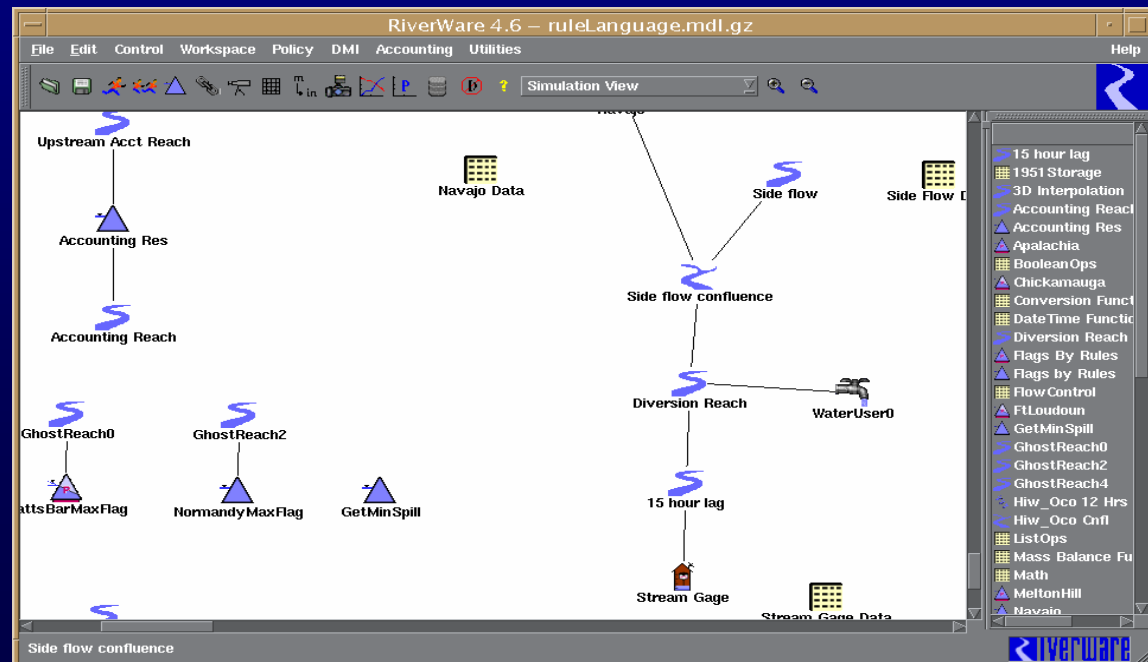 RiverWare 4.6 – ruleLanguage.mdl.gz
File Edit Control Workspace Policy DMI Accounting Utilities Help
Simulation View
Upstream Acct Reach
Navajo Data
Side flow
Side Flow D
Accounting Res
Side flow confluence
Accounting Reach
Diversion Reach
WaterUser0
GhostReach0
GhostReach2
15 hour lag
attsBarMaxFlag
NormandyMaxFlag
GetMinSpill
Stream Gage
Stream Gage Data
15 hour lag
1951 Storage
3D Interpolation
Accounting Reach
Accounting Res
Apalachia
BooleanOps
Chickamauga
Conversion Funct
DateTime Functio
Diversion Reach
Flags By Rules
Flags by Rules
FlowControl
FtLoudoun
GetMinSpill
GhostReach0
GhostReach2
GhostReach4
Hiw_Oco 12 Hrs
Hiw_Oco Cnfl
ListOps
Mass Balance Fu
Math
MeltonHill
Navajo
Side flow confluence
Riverware